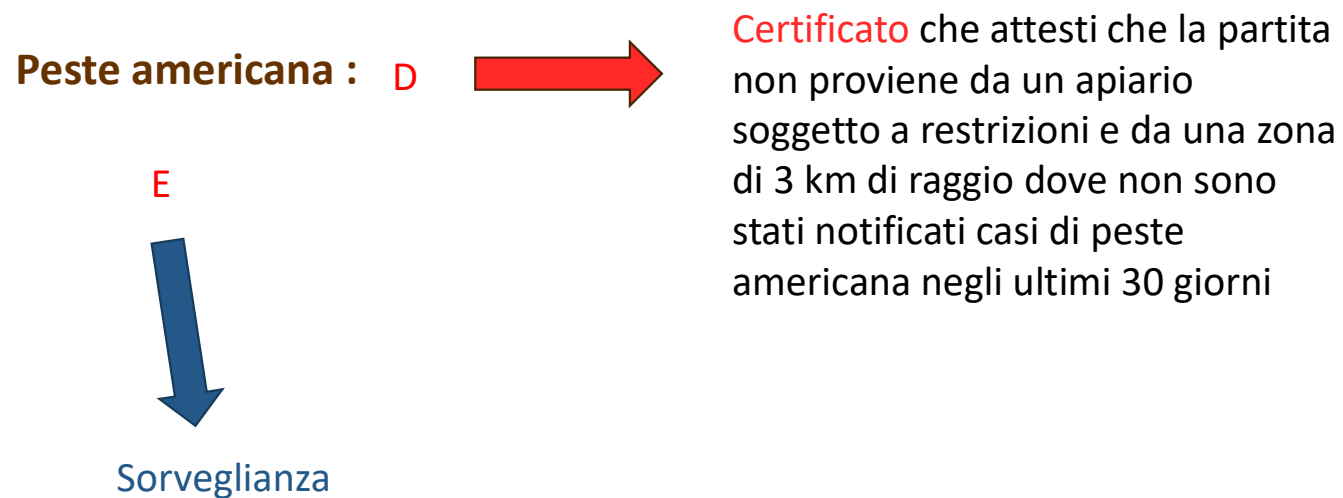 Peste americana : D
E
Sorveglianza
Certificato che attesti che la partita
non proviene da un apiario
soggetto a restrizioni e da una zona
di 3 km di raggio dove non sono
stati notificati casi di peste
americana negli ultimi 30 giorni